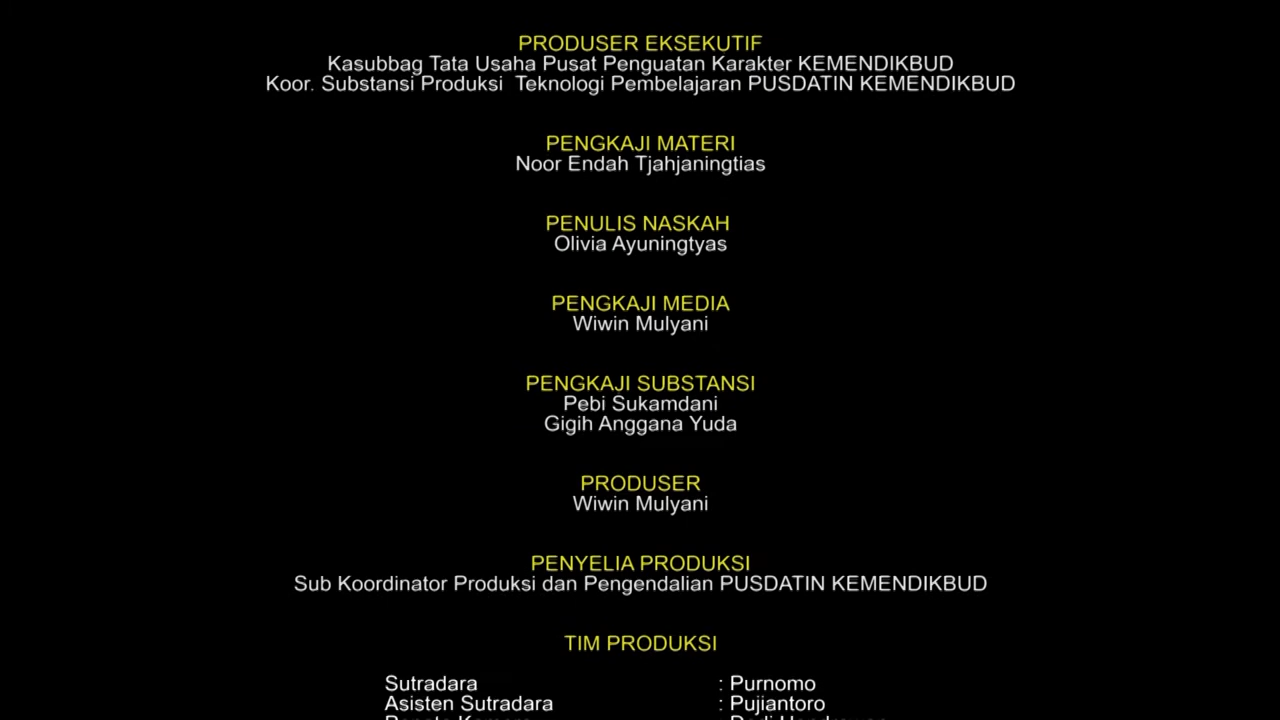 PRODUSER EKSEKUTIF
Kasubbag Tata Usaha Pusat Penguatan Karakter KEMENDIKBUD
Koor. Substansi Produksi  Teknologi Pembelajaran PUSDATIN KEMENDIKBUD
PENGKAJI MATERI
Noor Endah Tjahjaningtias
PENULIS NASKAH
Olivia Ayuningtyas
PENGKAJI MEDIA
Wiwin Mulyani
PENGKAJI SUBSTANSI
Pebi Sukamdani
Gigih Anggana Yuda
PRODUSER
Wiwin Mulyani
PENYELIA PRODUKSI
Sub Koordinator Produksi dan Pengendalian PUSDATIN KEMENDIKBUD
TIM PRODUKSI
Sutradara : Purnomo
Asisten Sutradara : Pujiantoro